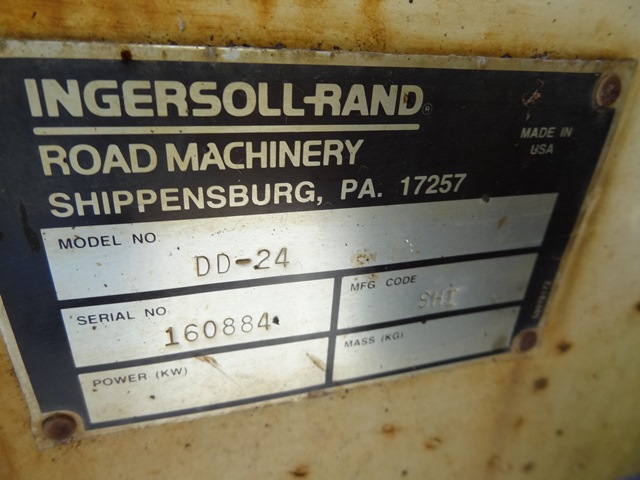 INGERSOLL-RAND®
ROAD MACHINERY
MADE IN
USA
SHIPPENSBURG, PA. 17257
MODEL NO
DD-24
SERIAL NO
160884
MFG CODE
SHI
POWER (KW)
MASS (KG)